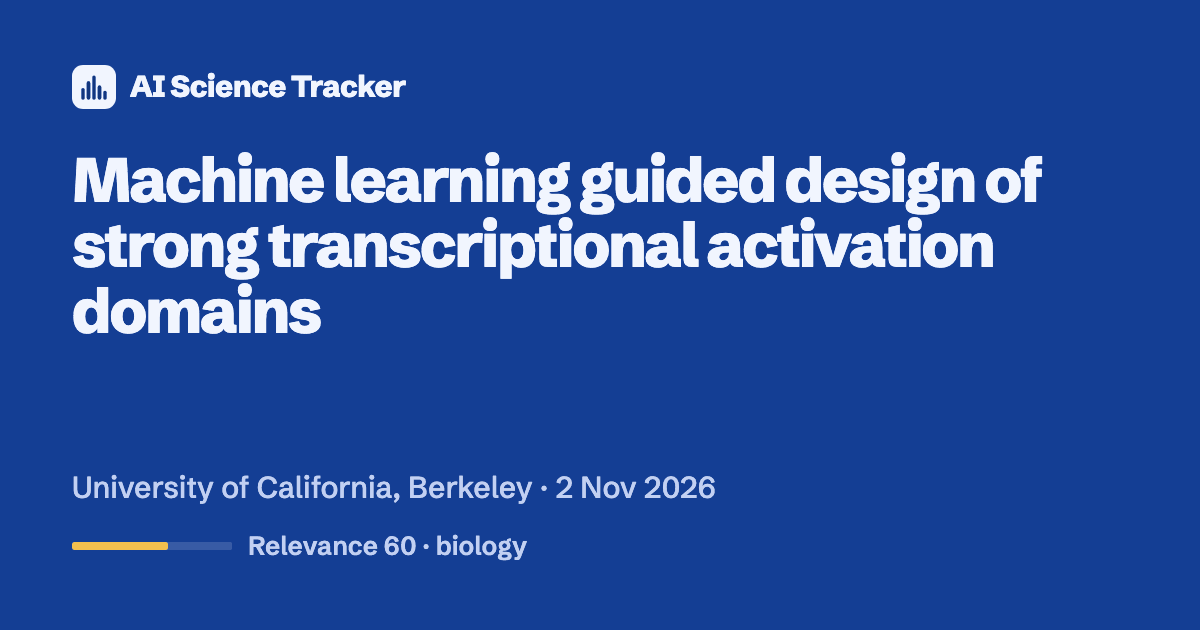 AI Science Tracker
Machine learning guided design of
strong transcriptional activation
domains
University of California, Berkeley · 2 Nov 2026
Relevance 60 · biology